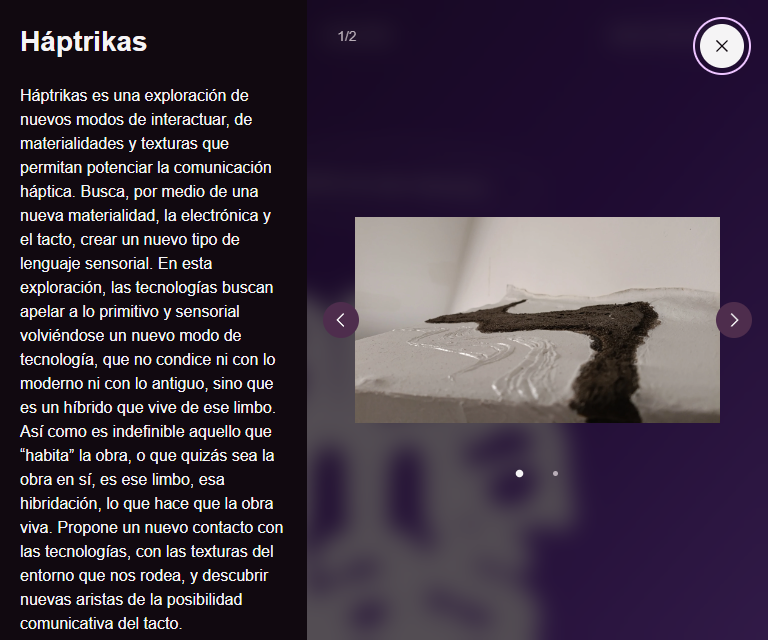 Háptrikas
Háptrikas es una exploración de
nuevos modos de interactuar, de
materialidades y texturas que
permitan potenciar la comunicación
háptica. Busca, por medio de una
nueva materialidad, la electrónica y
el tacto, crear un nuevo tipo de
lenguaje sensorial. En esta
exploración, las tecnologías buscan
apelar a lo primitivo y sensorial
volviéndose un nuevo modo de
tecnología, que no condice ni con lo
moderno ni con lo antiguo, sino que
es un híbrido que vive de ese limbo.
Así como es indefinible aquello que
“habita” la obra, o que quizás sea la
obra en sí, es ese limbo, esa
hibridación, lo que hace que la obra
viva. Propone un nuevo contacto con
las tecnologías, con las texturas del
entorno que nos rodea, y descubrir
nuevas aristas de la posibilidad
comunicativa del tacto.
1/2